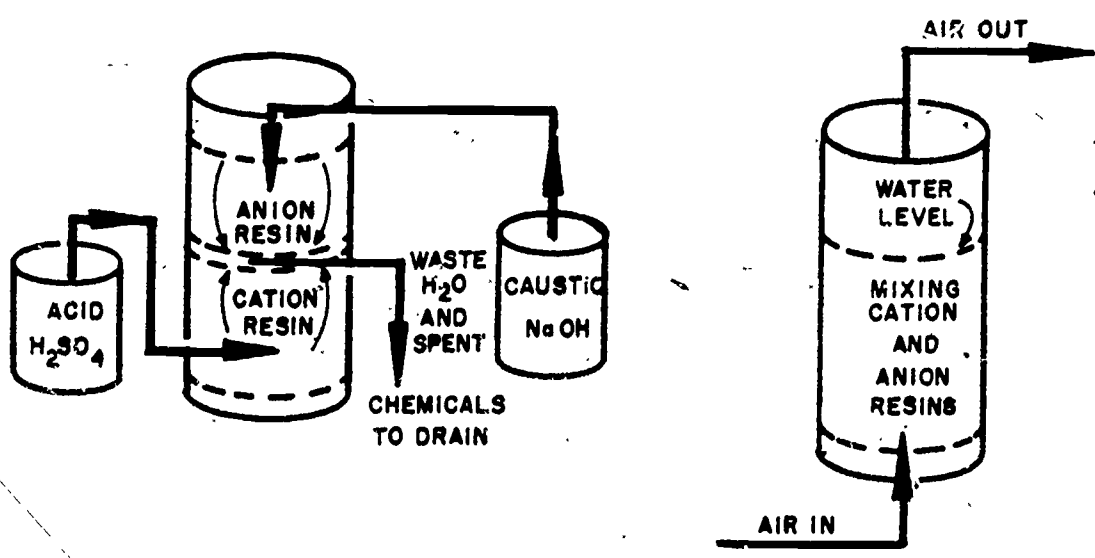 ACID
H₂SO₄
ANION
RESIN
CATION
RESIN
WASTE
H₂O
AND
SPENT
CHEMICALS
TO DRAIN
CAUSTIC
NaOH
AIR OUT
WATER
LEVEL
MIXING
CATION
AND
ANION
RESINS
AIR IN